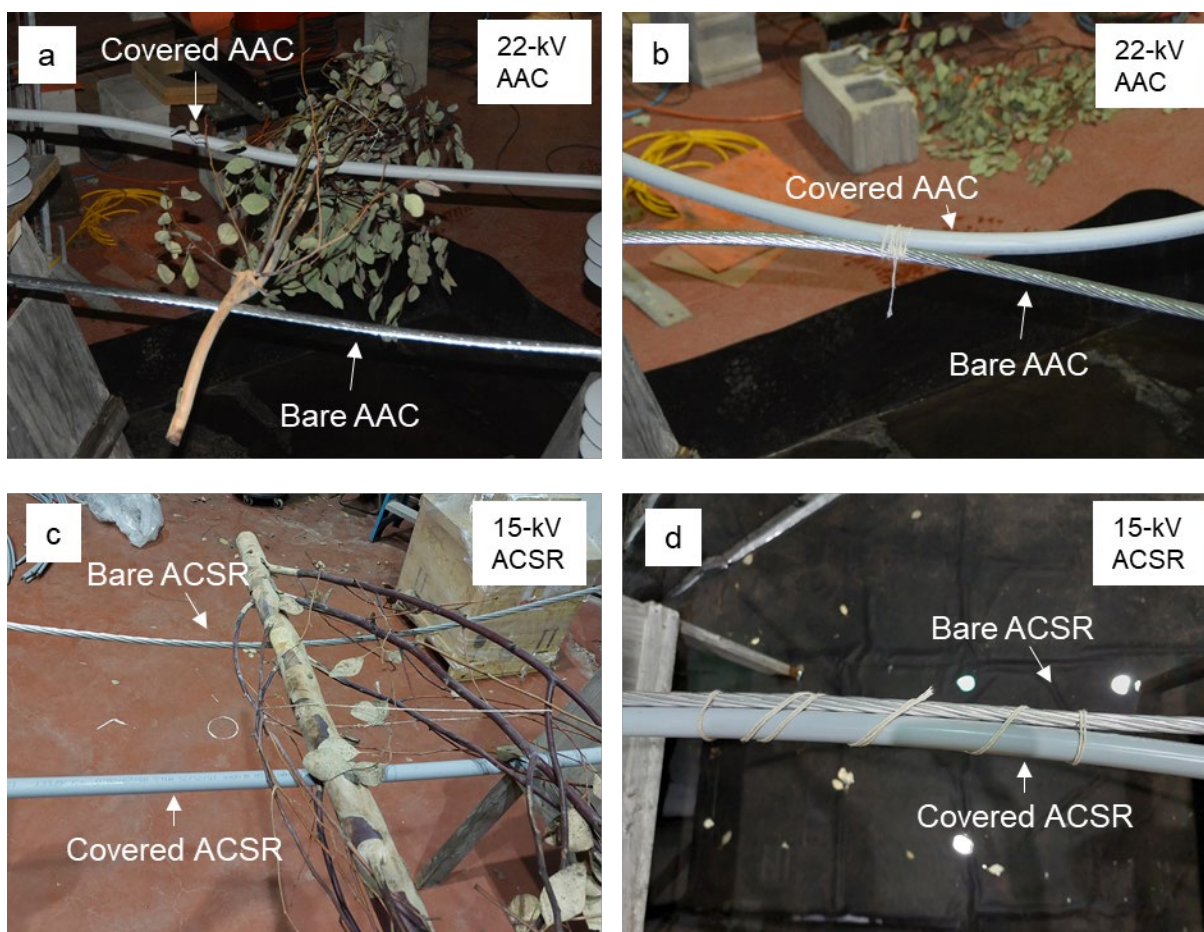 a
Covered AAC
22-kV
AAC
Bare AAC
b
22-kV
AAC
Covered AAC
Bare AAC
c
15-kV
ACSR
Bare ACSR
Covered ACSR
d
15-kV
ACSR
Bare ACSR
Covered ACSR